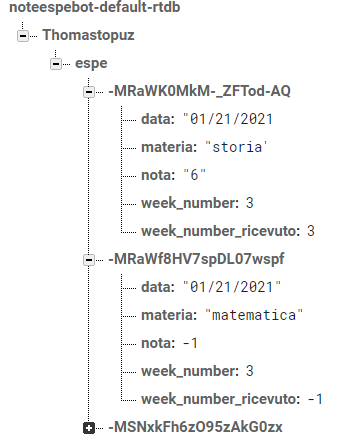 noteespebot-default-rtdb
Thomastopuz
espe
-MRaWK0MkM-_ZFTod-AQ
data: "01/21/2021
materia: "storia'
nota: "6"
week_number: 3
week_number_ricevuto: 3
-MRaWf8HV7spDL07wspf
data: "01/21/2021"
materia: "matematica"
nota: -1
week_number: 3
week_number_ricevuto: -1
-MSNxkFh6zO95zAkG0zx